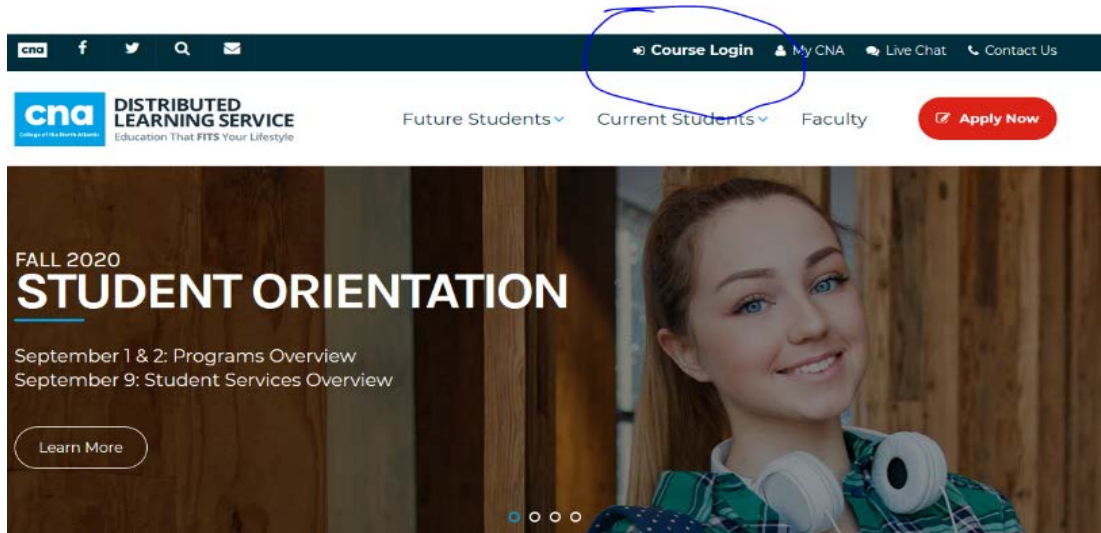 cna
Course Login My CNA Live Chat Contact Us
cna
College of the North Atlantic
DISTRIBUTED
LEARNING SERVICE
Education That FITS Your Lifestyle
Future Students Current Students Faculty Apply Now
FALL 2020
STUDENT ORIENTATION
September 1 & 2: Programs Overview
September 9: Student Services Overview
Learn More